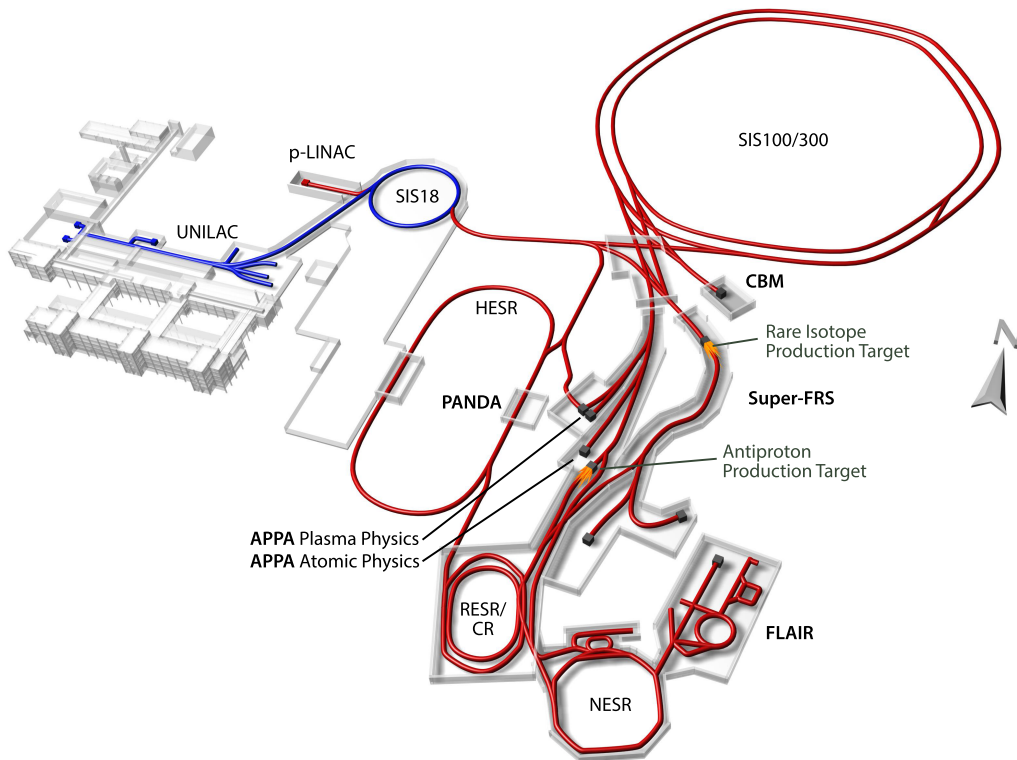 SIS100/300
p-LINAC
SIS18
UNILAC
CBM
HESR
Rare Isotope
Production Target
PANDA
Super-FRS
Antiproton
Production Target
APPA Plasma Physics
APPA Atomic Physics
RESR/
CR
FLAIR
NESR
N